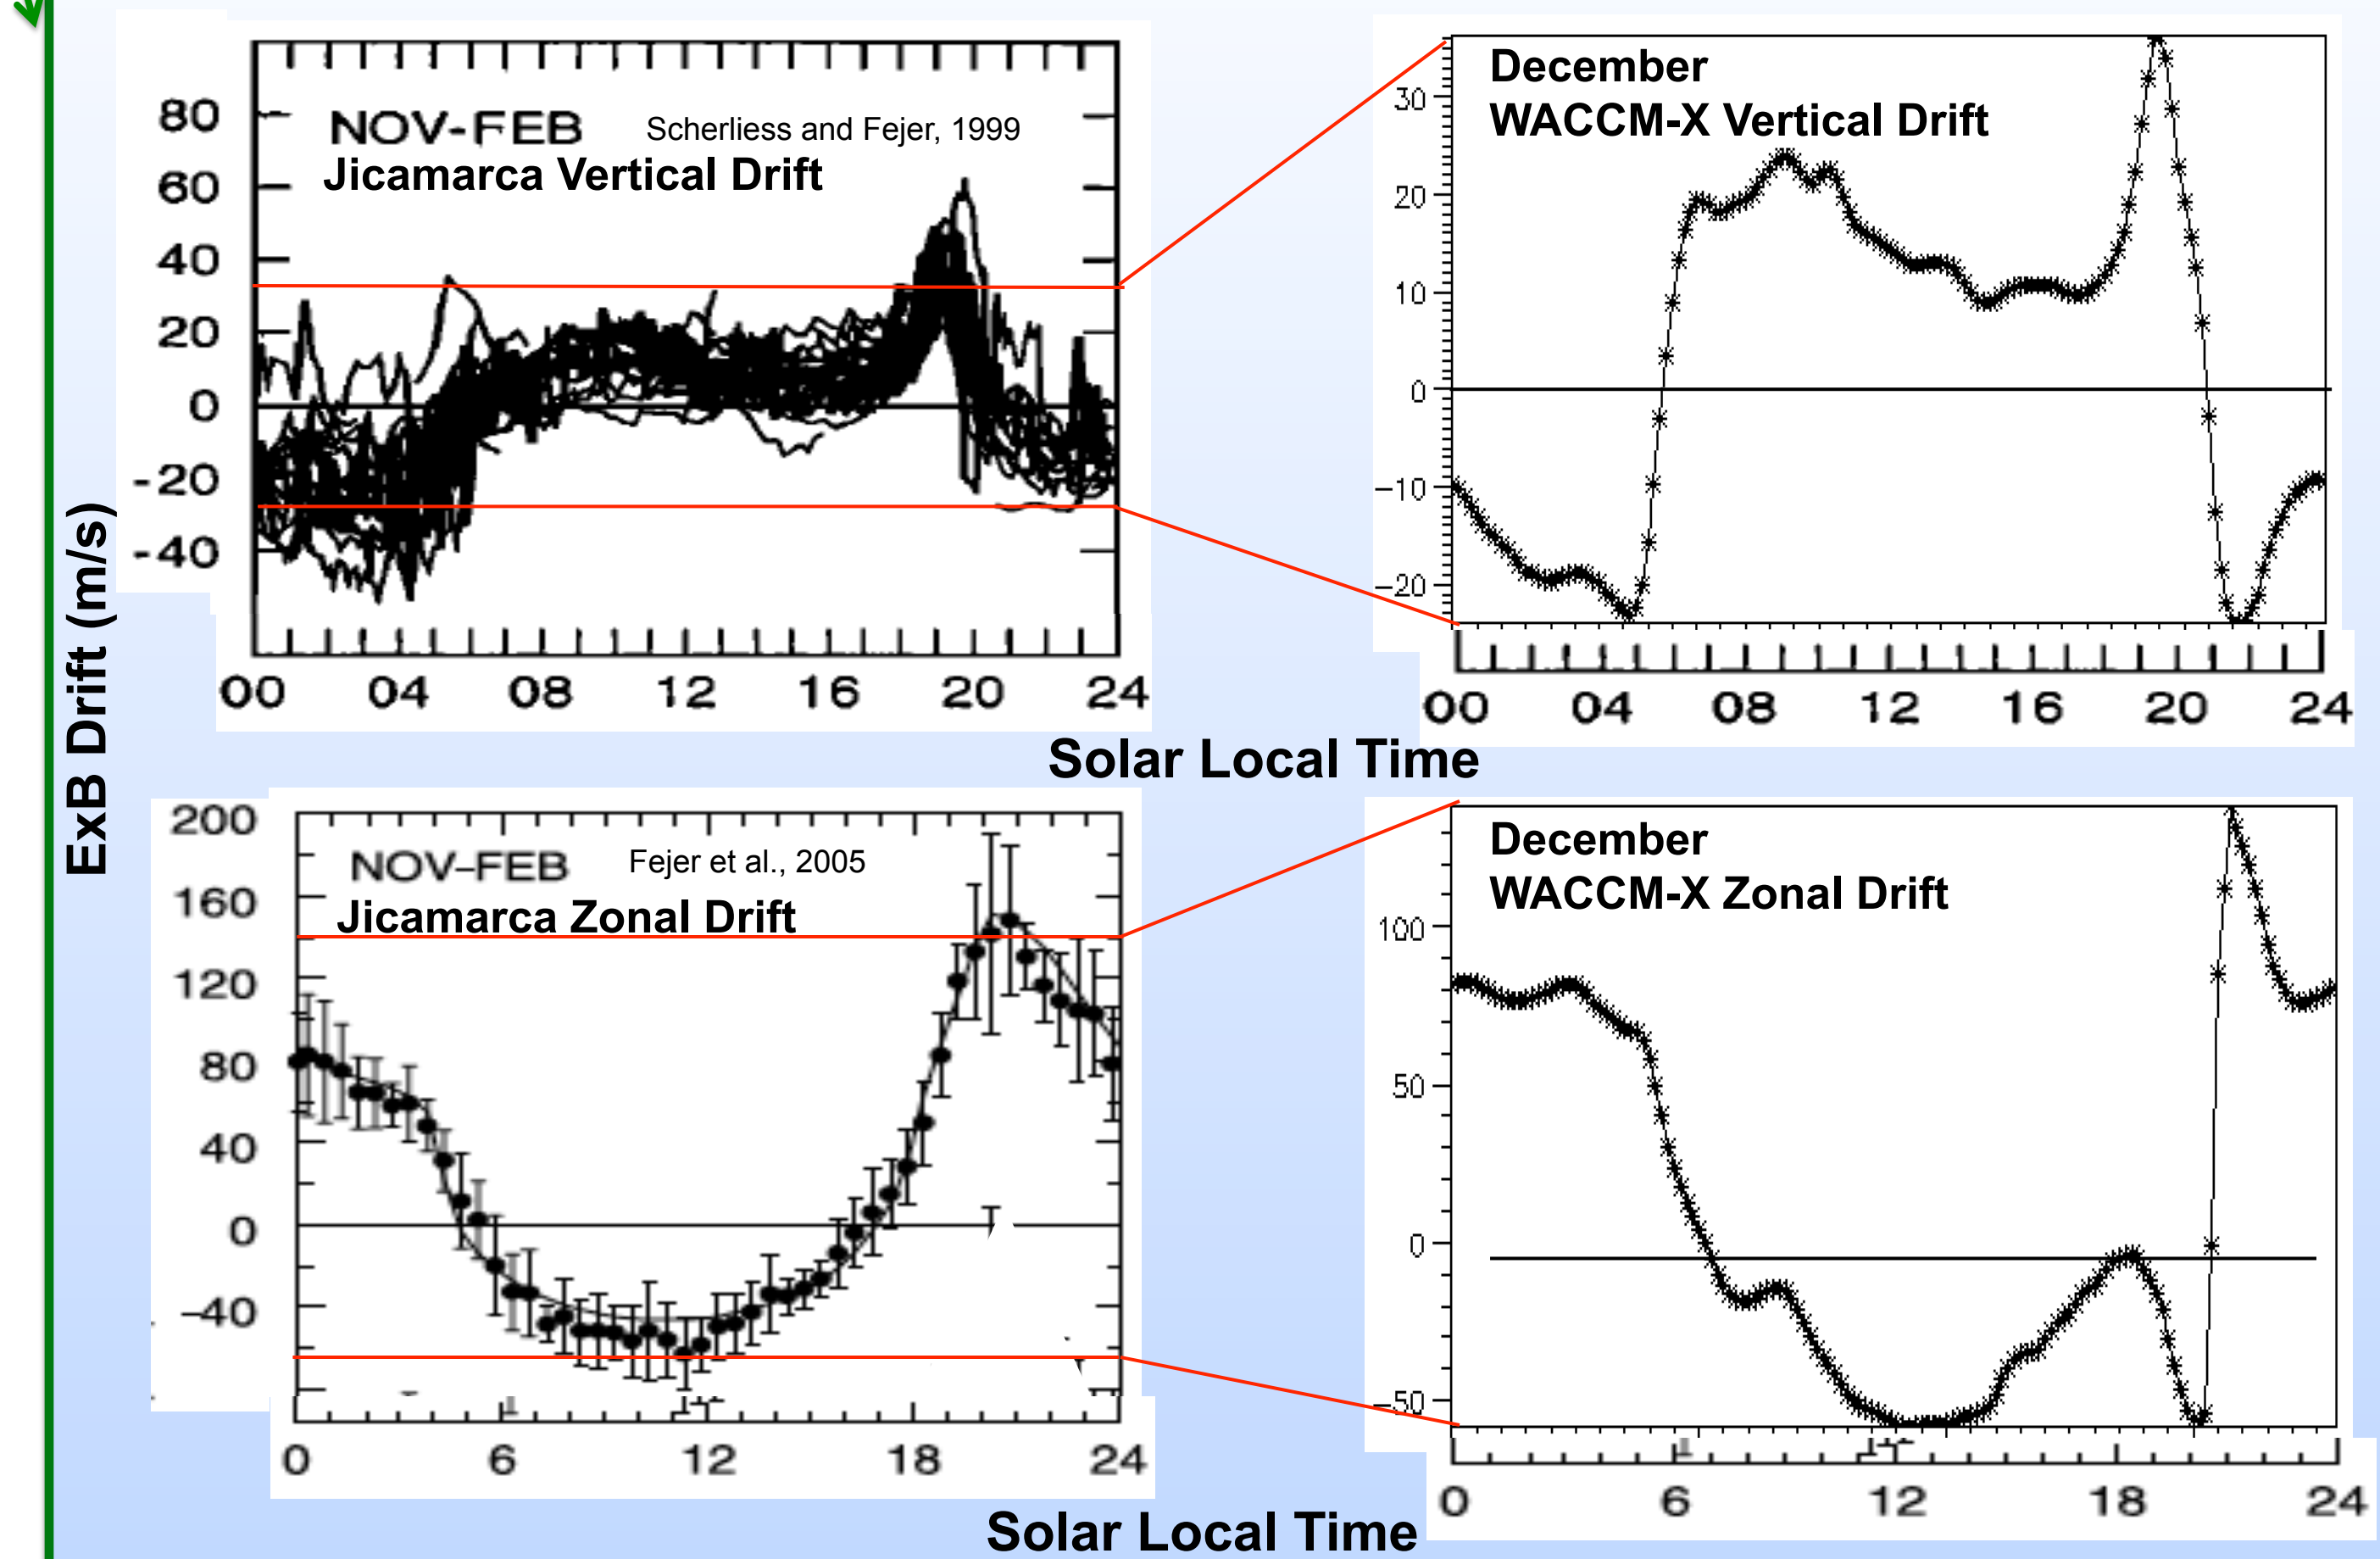 ExB Drift (m/s)
NOV-FEB Scherliess and Fejer, 1999
Jicamarca Vertical Drift
80
60
40
20
0
-20
-40
00 04 08 12 16 20 24
December
WACCM-X Vertical Drift
30
20
10
0
-10
-20
00 04 08 12 16 20 24
Solar Local Time
NOV-FEB Fejer et al., 2005
Jicamarca Zonal Drift
200
160
120
80
40
0
-40
0 6 12 18 24
December
WACCM-X Zonal Drift
100
50
0
-50
0 6 12 18 24
Solar Local Time